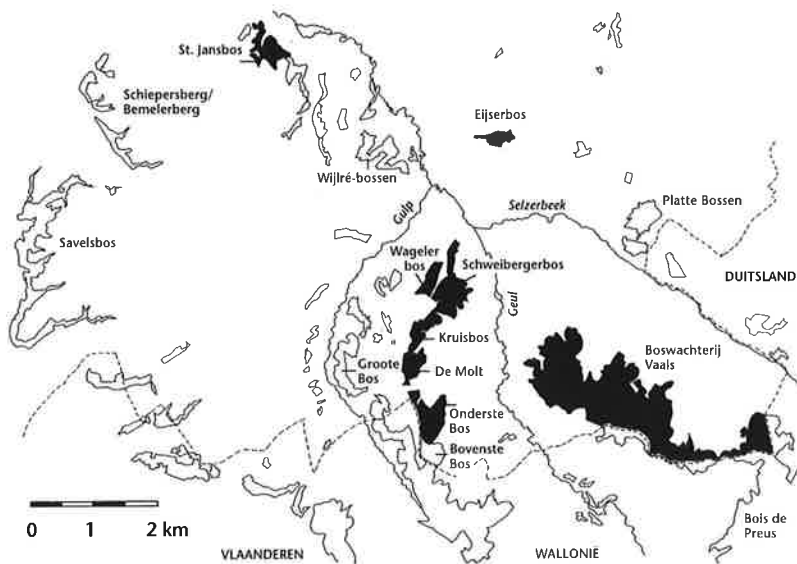 St. Jansbos
Schiepersberg/
Bemelerberg
Eijserbos
Wijlré-bossen
Gulp
Selzerbeek
Platte Bossen
Savelsbos
Wageler
bos
Schweibergerbos
DUITSLAND
Geul
Kruisbos
Groote
Bos
De Molt
Boswachterij
Vaals
Onderste
Bos
Bovenste
Bos
0 1 2 km
VLAANDEREN
WALLONIË
Bois de
Preus